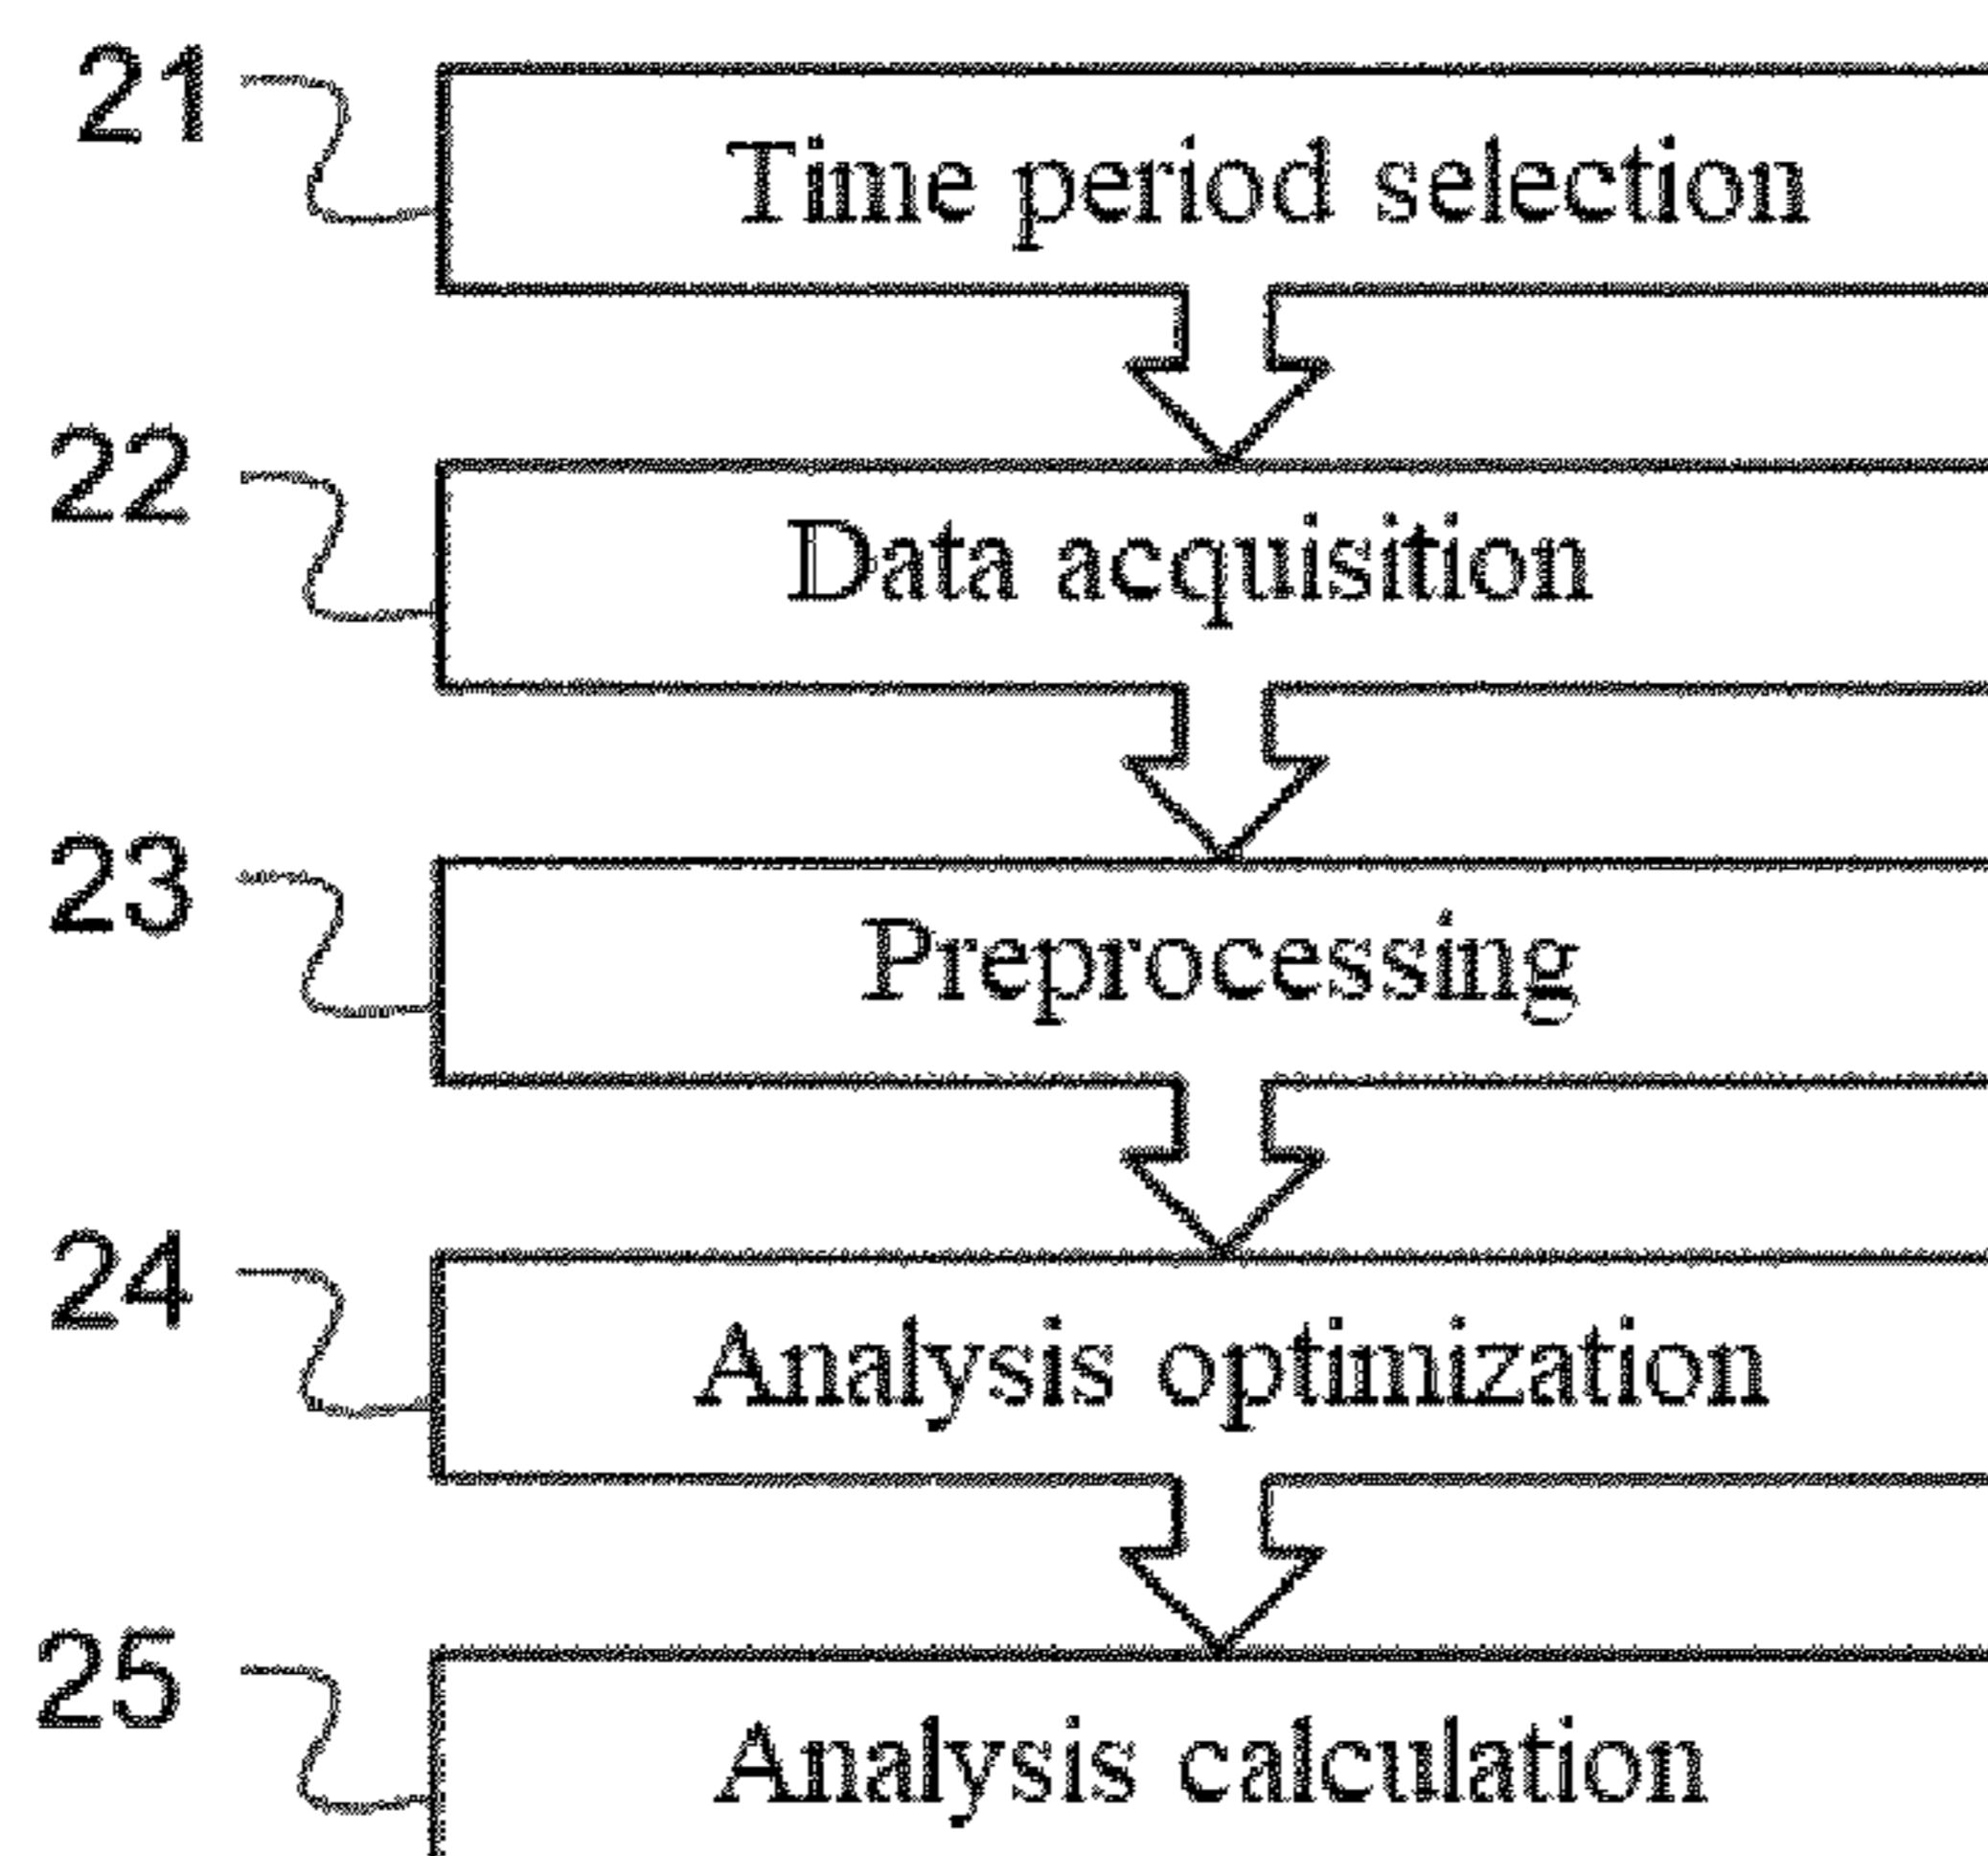 21
Time period selection
22
Data acquisition
23
Preprocessing
24
Analysis optimization
25
Analysis calculation